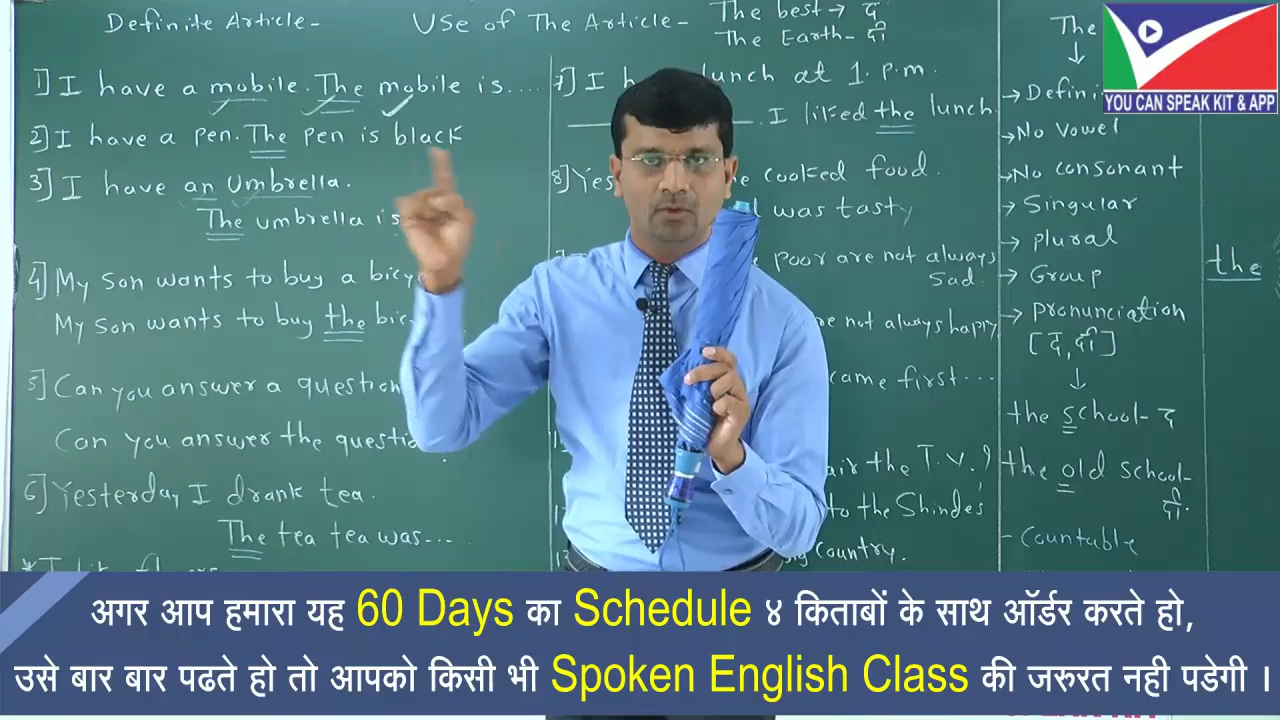 Definite Article-
Use of The Article -
The best → द
The Earth - दी
1] I have a mobile. The mobile is....
2] I have a pen. The pen is black
3] I have an Umbrella.
The umbrella is
4] My son wants to buy a
My son wants to buy the
5] Can you answer a question
Can you answer the
6] Yesterday I drank tea.
The tea tea was...
7] I lunch at 1. p.m.
. I liked the lunch.
8] cooked food.
was tasty
poor are not always
sad.
are not always happy
came first...
the T.V.?
to the Shindes'
country.
The
↓
→
→ No vowel
→ No consonant
→ Singular
→ plural
→ Group
→ pronunciation
[द, दी]
↓
the school - द
the old school -
दी.
- Countable
the
YOU CAN SPEAK KIT & APP
अगर आप हमारा यह 60 Days का Schedule ४ किताबों के साथ ऑर्डर करते हो,
उसे बार बार पढते हो तो आपको किसी भी Spoken English Class की जरुरत नही पडेगी ।